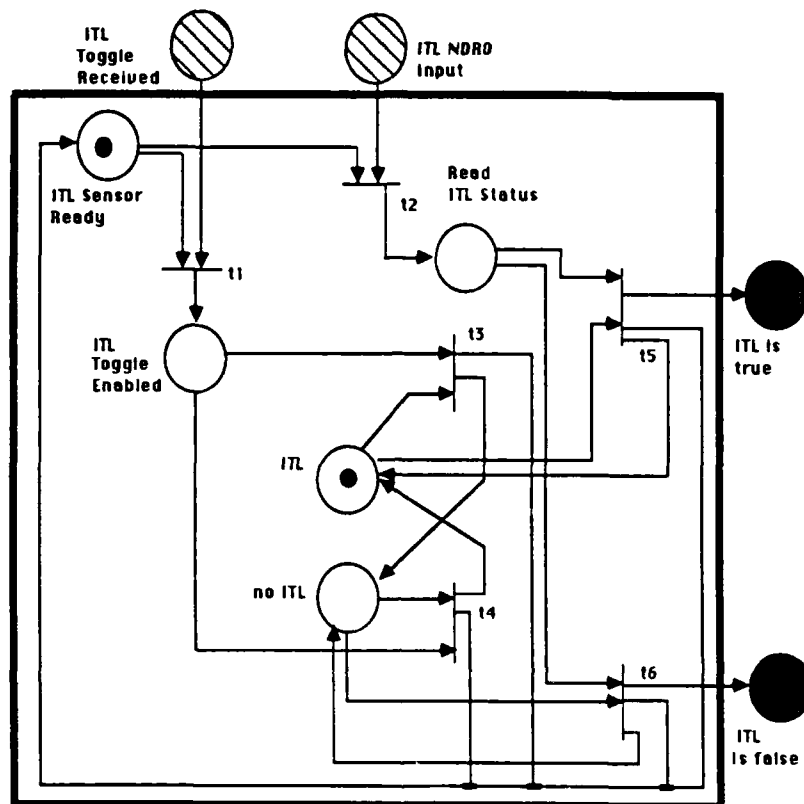 ITL
Toggle
Received
ITL NDRO
Input
ITL Sensor
Ready
Read
ITL Status
t2
t1
ITL
Toggle
Enabled
t3
t5
ITL is
true
ITL
no ITL
t4
t6
ITL
is false